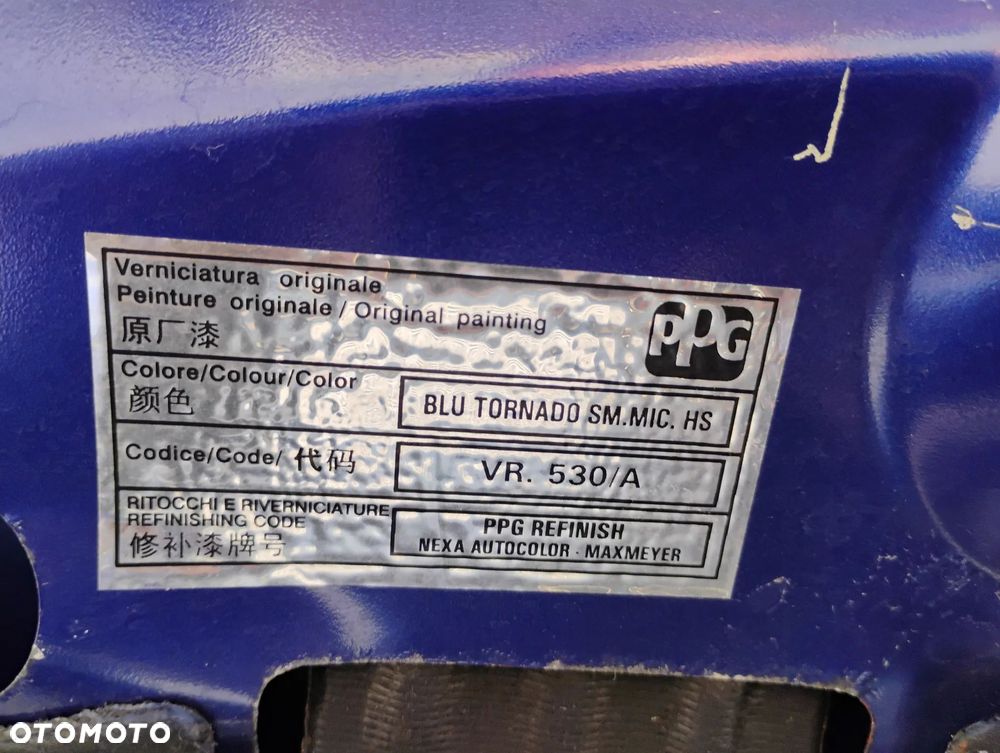 Verniciatura originale
Peinture originale / Original painting
原厂漆
PPG
Colore/Colour/Color
颜色
BLU TORNADO SM.MIC. HS
Codice/Code/ 代码
VR. 530/A
RITOCCHI E RIVERNICIATURE
REFINISHING CODE
修补漆牌号
PPG REFINISH
NEXA AUTOCOLOR · MAXMEYER
OTOMOTO